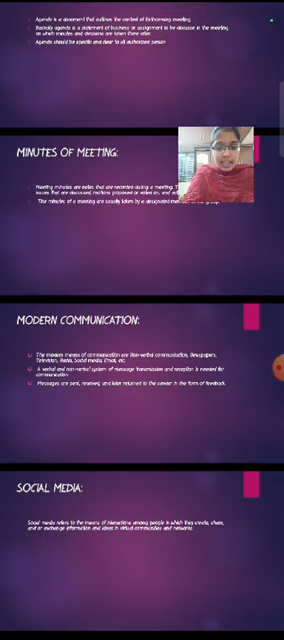 Agenda is a document that outlines the content of forthcoming meeting.
Basically agenda is a statement of business or assignment to be discusse in the meeting
on which minutes and decisions are taken there after.
Agenda should be specific and clear to all authorizes person
MINUTES OF MEETING:
Meeting minutes are notes that are recorded during a meeting.
issues that are discussed, motions proposed or voted on, and
The minutes of a meeting are usually taken by a designated
MODERN COMMUNICATION:
The modern means of communication are Non-verbal communication, Newspapers,
Television, Radio, Social media, Email, etc.
A verbal and non-verbal system of message transmission and reception is needed for
communication.
Messages are sent, received, and later returned to the sender in the form of feedback.
SOCIAL MEDIA:
Social media refers to the means of interactions among people in which they create, share,
and/or exchange information and ideas in virtual communities and networks.